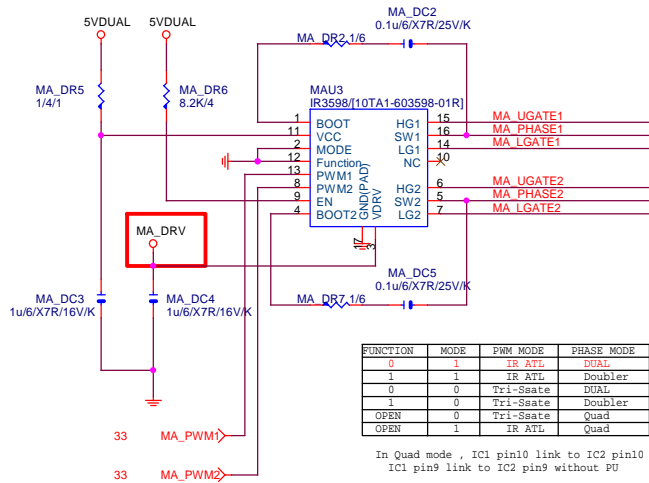 5VDUAL 5VDUAL
MA_DC2
0.1u/6/X7R/25V/K
MA_DR2 1/6
MA_DR5
1/4/1
MA_DR6
8.2K/4
MAU3
IR3598/[10TA1-603598-01R]
1 BOOT HG1 15 MA_UGATE1
11 VCC SW1 16 MA_PHASE1
2 MODE LG1 14 MA_LGATE1
12 Function NC 10
13 PWM1
8 PWM2 HG2 6 MA_UGATE2
9 EN SW2 5 MA_PHASE2
4 BOOT2 LG2 7 MA_LGATE2
GND(PAD) VDRV
17 3
MA_DRV
MA_DR7 1/6
MA_DC5
0.1u/6/X7R/25V/K
MA_DC3
1u/6/X7R/16V/K
MA_DC4
1u/6/X7R/16V/K
FUNCTION MODE PWM MODE PHASE MODE
0 1 IR ATL DUAL
1 1 IR ATL Doubler
0 0 Tri-Ssate DUAL
1 0 Tri-Ssate Doubler
OPEN 0 Tri-Ssate Quad
OPEN 1 IR ATL Quad
33 MA_PWM1
33 MA_PWM2
In Quad mode , IC1 pin10 link to IC2 pin10
IC1 pin9 link to IC2 pin9 without PU